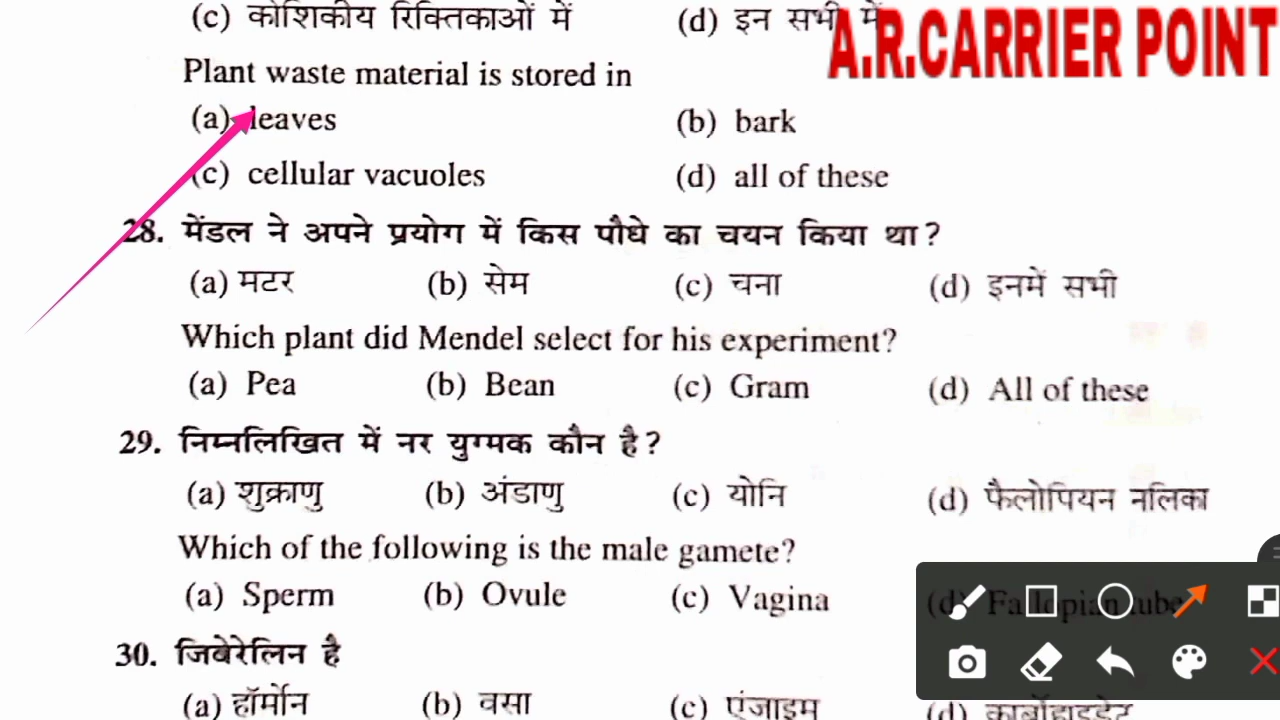 (c) कोशिकीय रिक्तिकाओं में (d) इन सभी में
A.R.CARRIER POINT
Plant waste material is stored in
(a) leaves (b) bark
(c) cellular vacuoles (d) all of these
28. मेंडल ने अपने प्रयोग में किस पौधे का चयन किया था?
(a) मटर (b) सेम (c) चना (d) इनमें सभी
Which plant did Mendel select for his experiment?
(a) Pea (b) Bean (c) Gram (d) All of these
29. निम्नलिखित में नर युग्मक कौन है?
(a) शुक्राणु (b) अंडाणु (c) योनि (d) फैलोपियन नलिका
Which of the following is the male gamete?
(a) Sperm (b) Ovule (c) Vagina (d) Fallopian tube
30. जिबेरेलिन है
(a) हॉर्मोन (b) वसा (c) एंजाइम (d) कार्बोहाइड्रेट